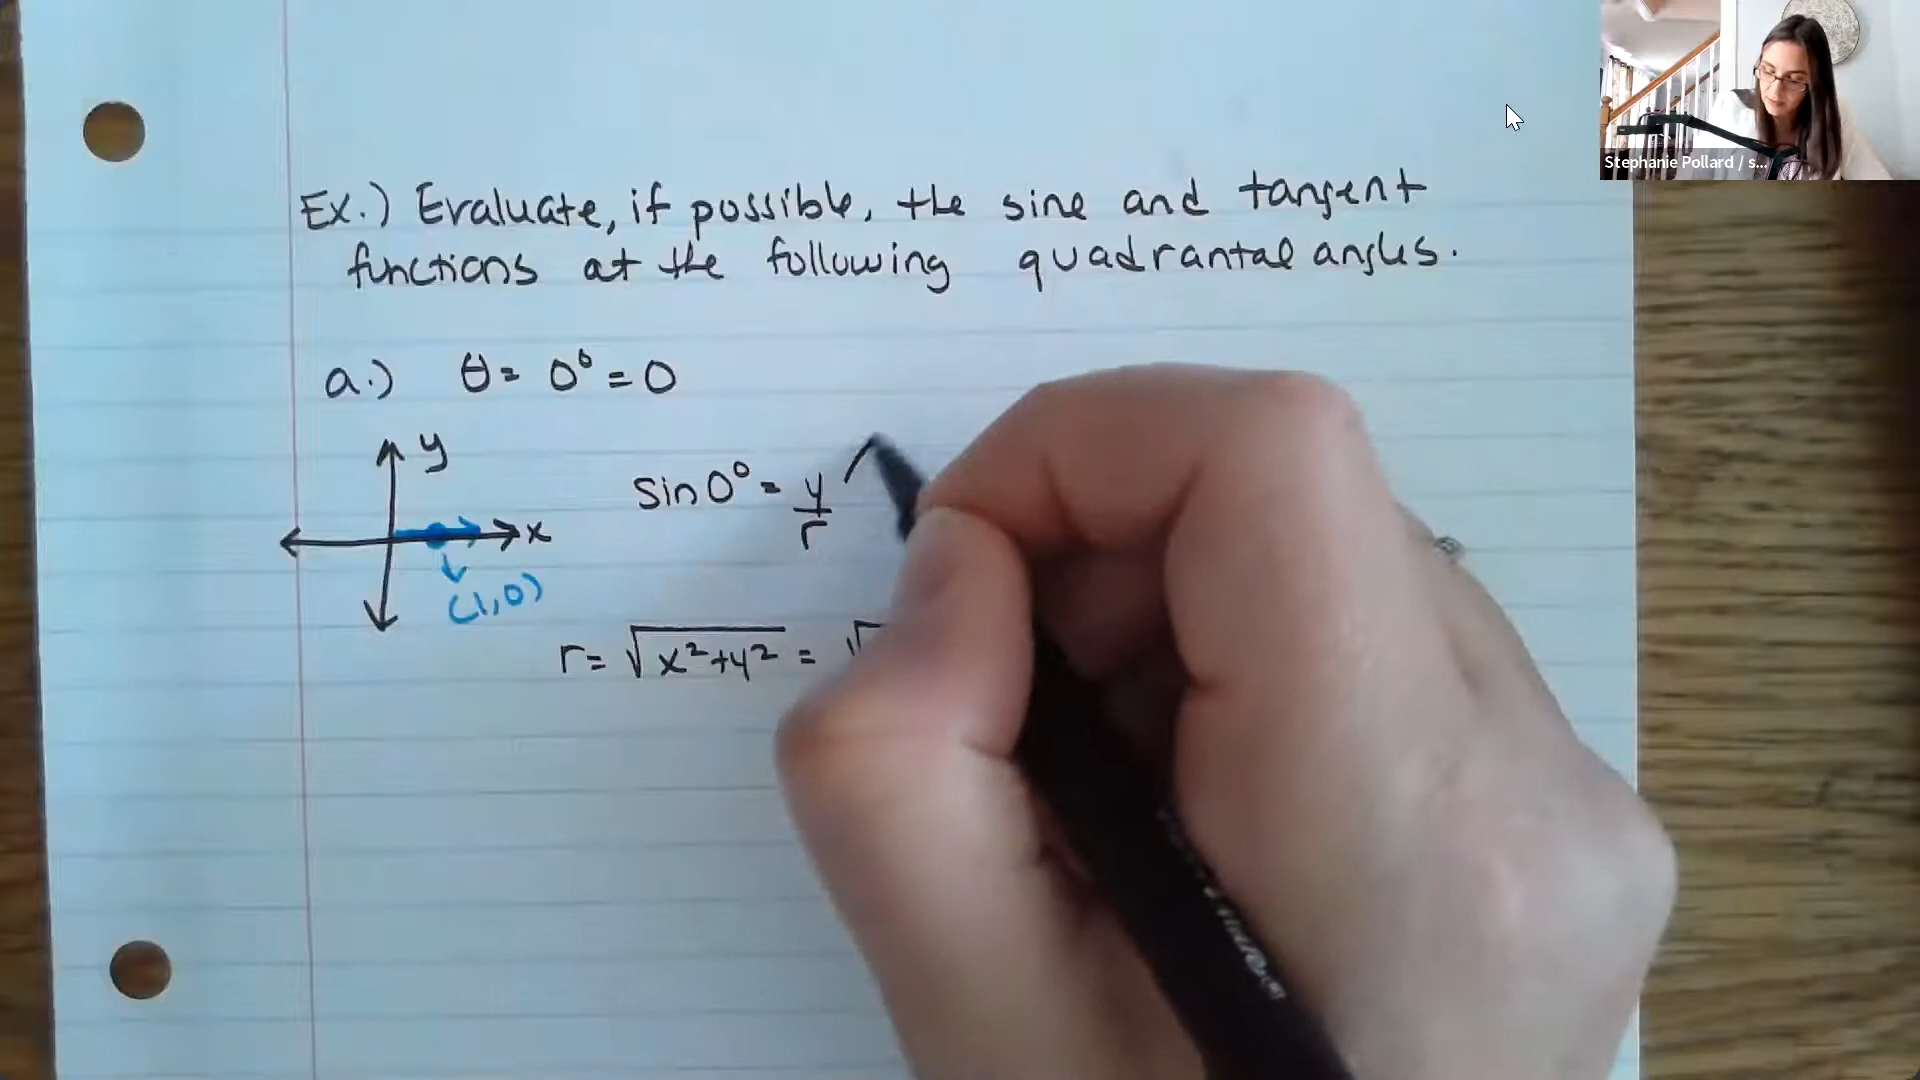 Stephanie Pollard / s...
Ex.) Evaluate, if possible, the sine and tangent
functions at the following quadrantal angles.
a.) θ = 0° = 0
y
x
(1,0)
sin 0° = y/r
r = √x²+y² = √